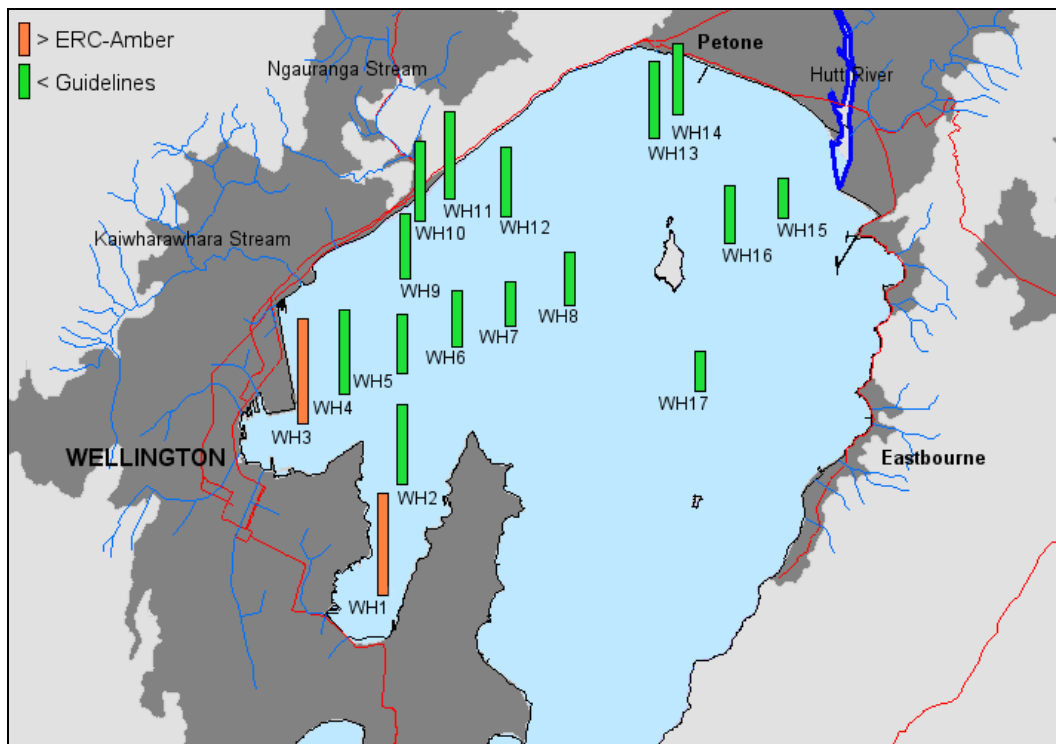 > ERC-Amber
< Guidelines
Petone
Ngauranga Stream
Hutt River
WH14
WH13
WH11
WH10
WH12
WH15
Kaiwharawhara Stream
WH16
WH9
WH8
WH7
WH6
WH5
WH17
WH4
WH3
WELLINGTON
Eastbourne
WH2
WH1